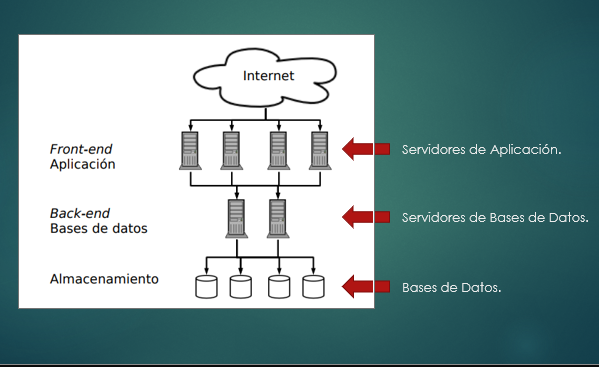 Internet
Front-end
Aplicación
Servidores de Aplicación.
Back-end
Bases de datos
Servidores de Bases de Datos.
Almacenamiento
Bases de Datos.